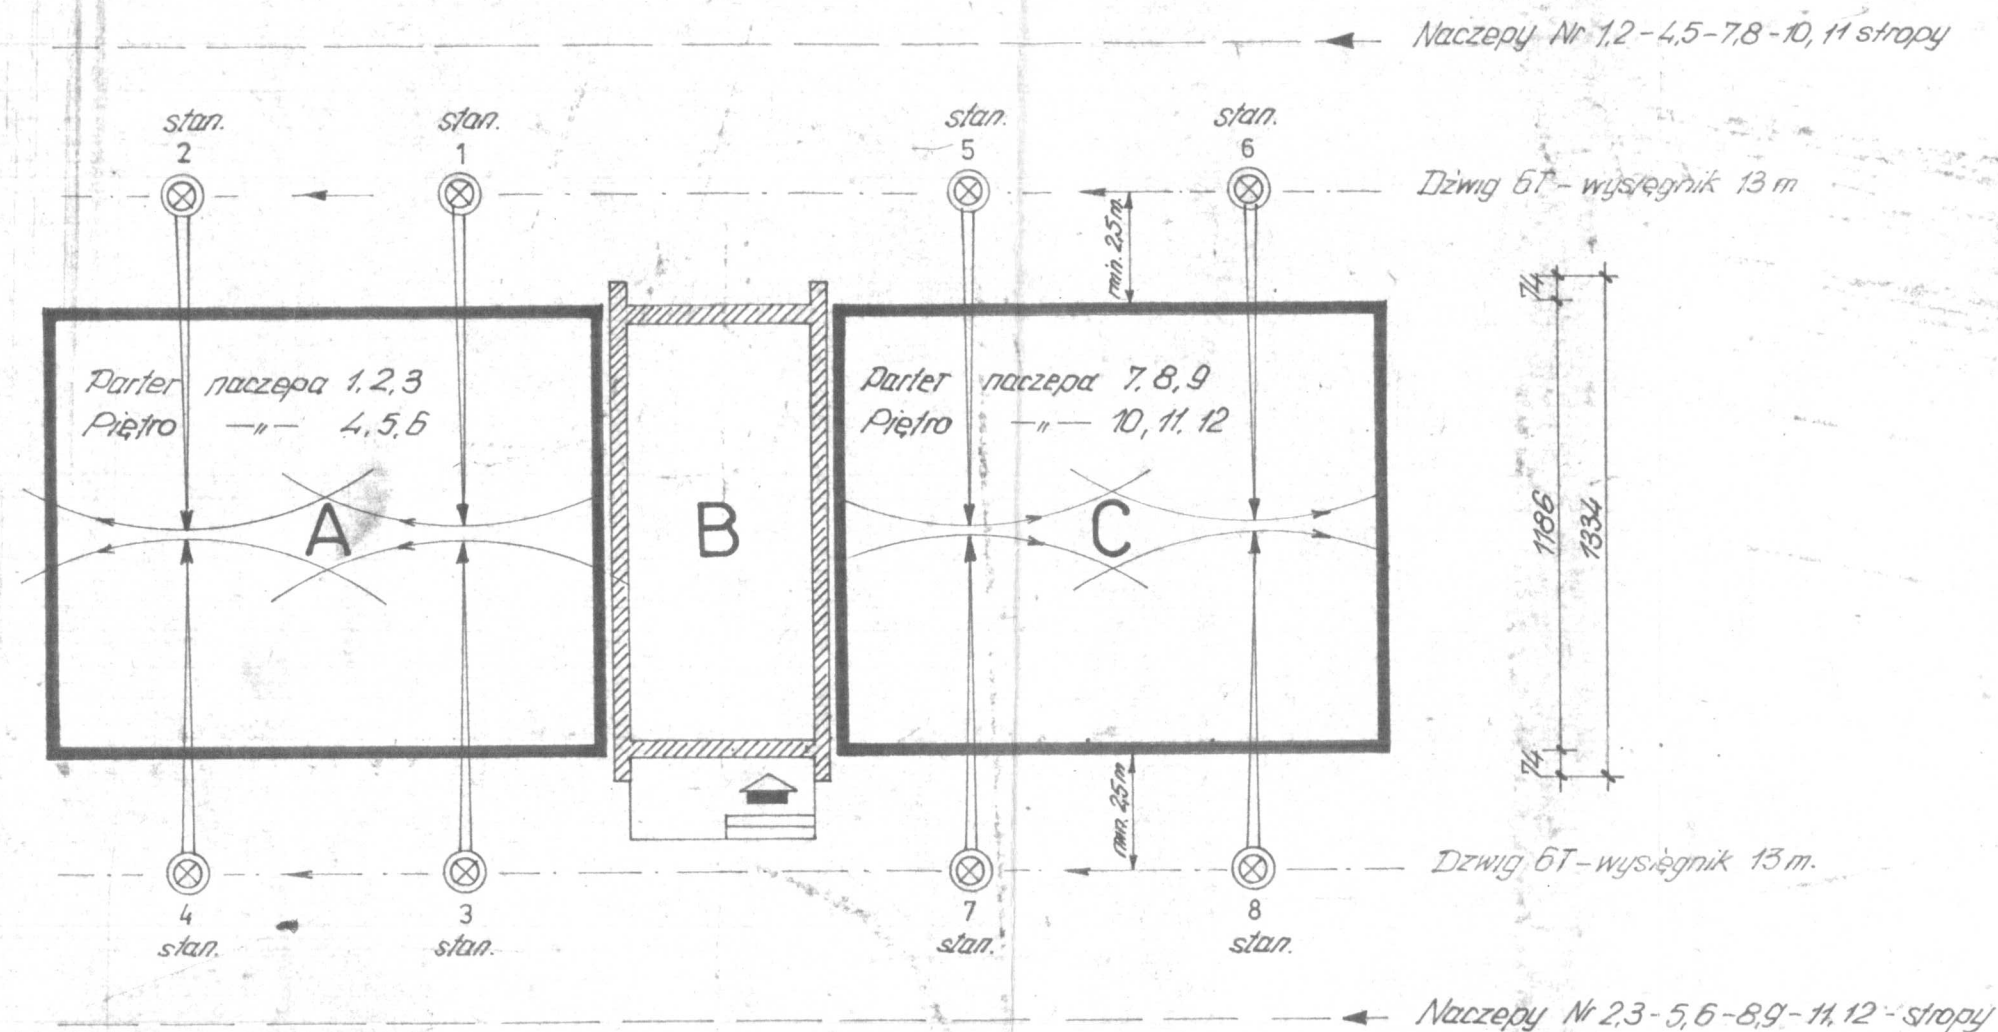 Naczepy Nr 1,2 - 4,5 - 7,8 - 10, 11 stropy
stan.
2
stan.
1
stan.
5
stan.
6
Dźwig 6T - wysięgnik 13 m
min. 2,5 m.
Parter naczepa 1,2,3
Piętro —„— 4,5,6
Parter naczepa 7,8,9
Piętro —„— 10, 11. 12
A
B
C
74
1186
1334
74
min. 2,5 m
Dzwig 6T - wysięgnik 13 m.
4
stan.
3
stan.
7
stan.
8
stan.
Naczepy Nr 2,3 - 5,6 - 8,9 - 11. 12 - stropy